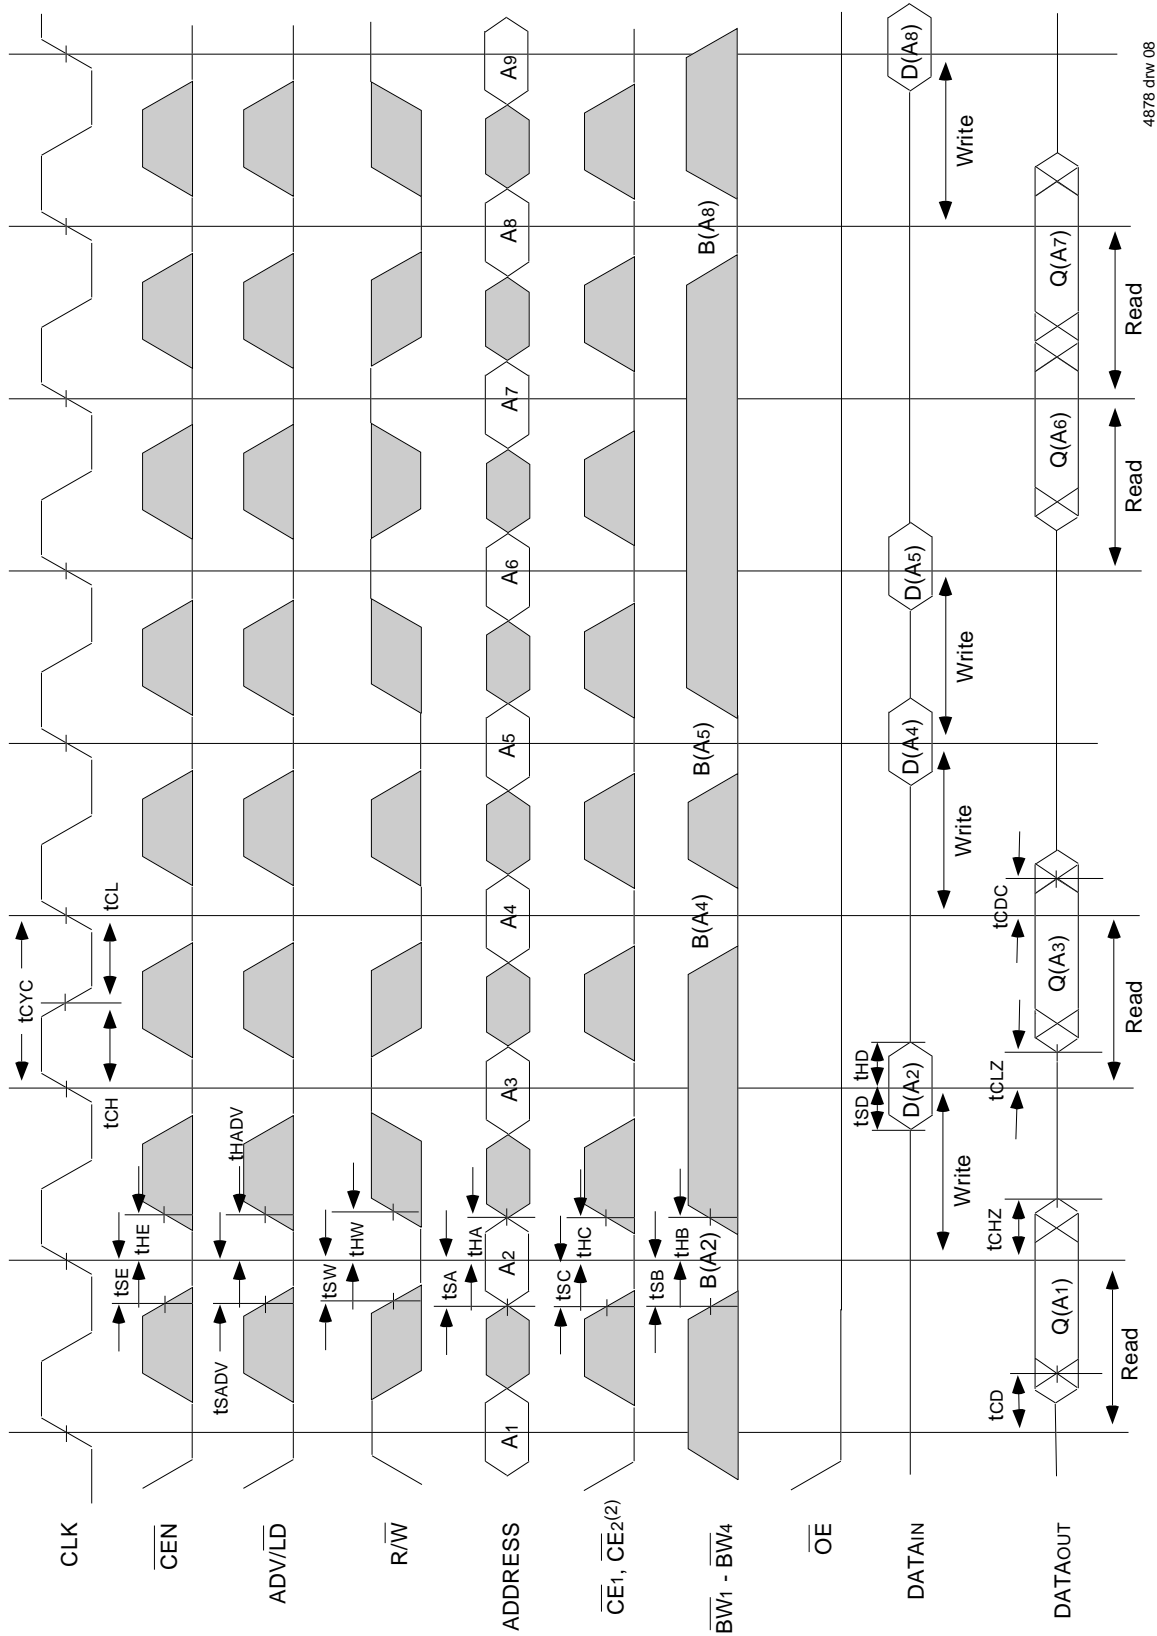 tCYC
CLK
tCH
tCL
tSE
tHE
CEN
tSADV
tHADV
ADV/LD
tSW
tHW
R/W
tSA
tHA
ADDRESS
A1
A2
A3
A4
A5
A6
A7
A8
A9
tSC
tHC
CE1, CE2(2)
tSB
tHB
BW1 - BW4
B(A2)
B(A4)
B(A5)
B(A8)
OE
tSD
tHD
DATAIN
D(A2)
D(A4)
D(A5)
D(A8)
Write
Write
Write
Write
tCD
tCHZ
tCLZ
tCDC
DATAOUT
Q(A1)
Q(A3)
Q(A6)
Q(A7)
Read
Read
Read
Read
4878 drw 08